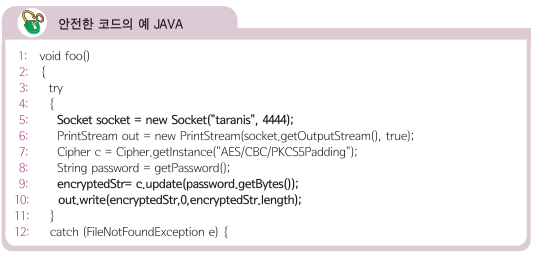 안전한 코드의 예 JAVA
1: void foo()
2: {
3: try
4: {
5: Socket socket = new Socket("taranis", 4444);
6: PrintStream out = new PrintStream(socket.getOutputStream(), true);
7: Cipher c = Cipher.getInstance("AES/CBC/PKCS5Padding");
8: String password = getPassword();
9: encryptedStr= c.update(password.getBytes());
10: out.write(encryptedStr,0,encryptedStr.length);
11: }
12: catch (FileNotFoundException e) {